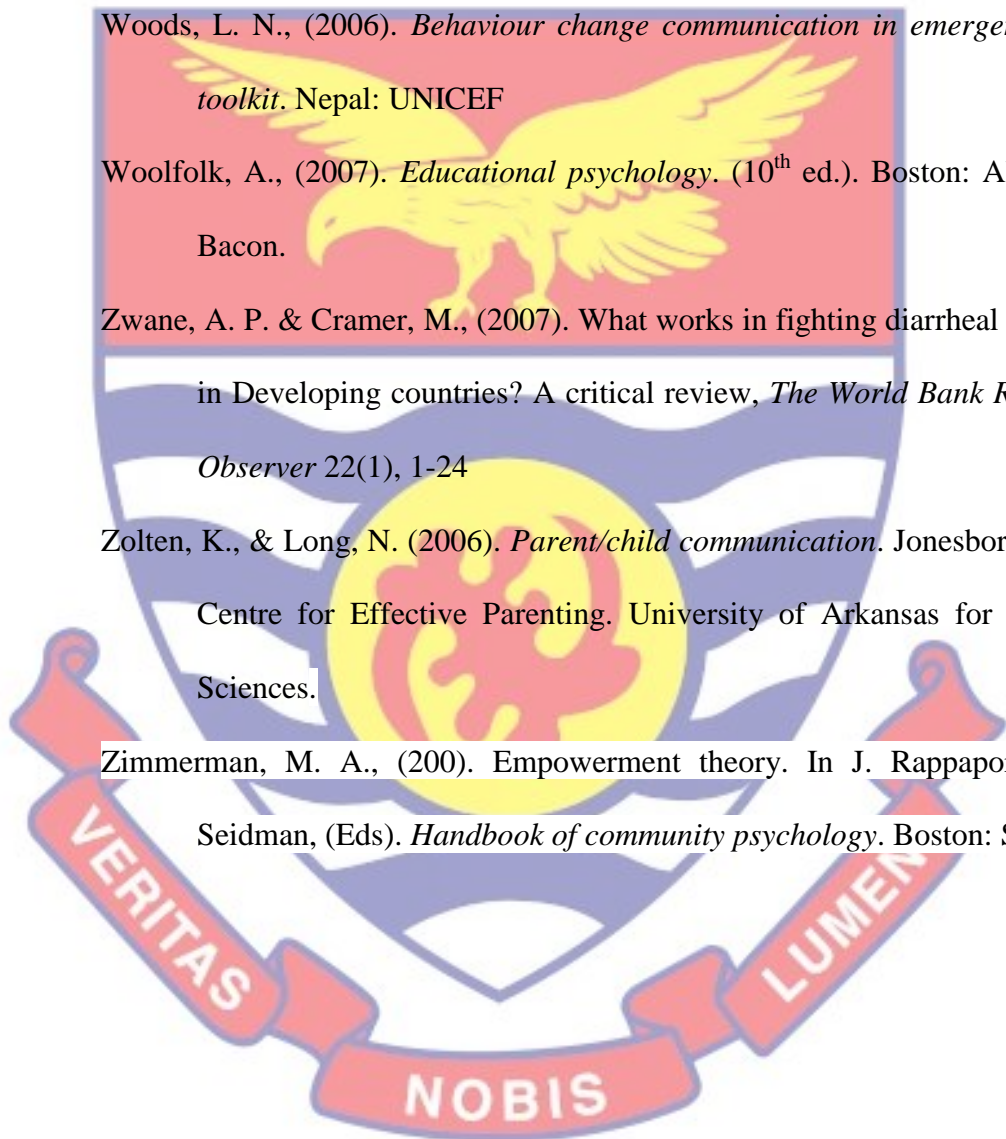 Woods, L. N., (2006). Behaviour change communication in emerge
toolkit. Nepal: UNICEF
Woolfolk, A., (2007). Educational psychology. (10th ed.). Boston: A
Bacon.
Zwane, A. P. & Cramer, M., (2007). What works in fighting diarrheal
in Developing countries? A critical review, The World Bank R
Observer 22(1), 1-24
Zolten, K., & Long, N. (2006). Parent/child communication. Jonesbor
Centre for Effective Parenting. University of Arkansas for
Sciences.
Zimmerman, M. A., (200). Empowerment theory. In J. Rappapo
Seidman, (Eds). Handbook of community psychology. Boston: S
VERITAS
NOBIS
LUMEN